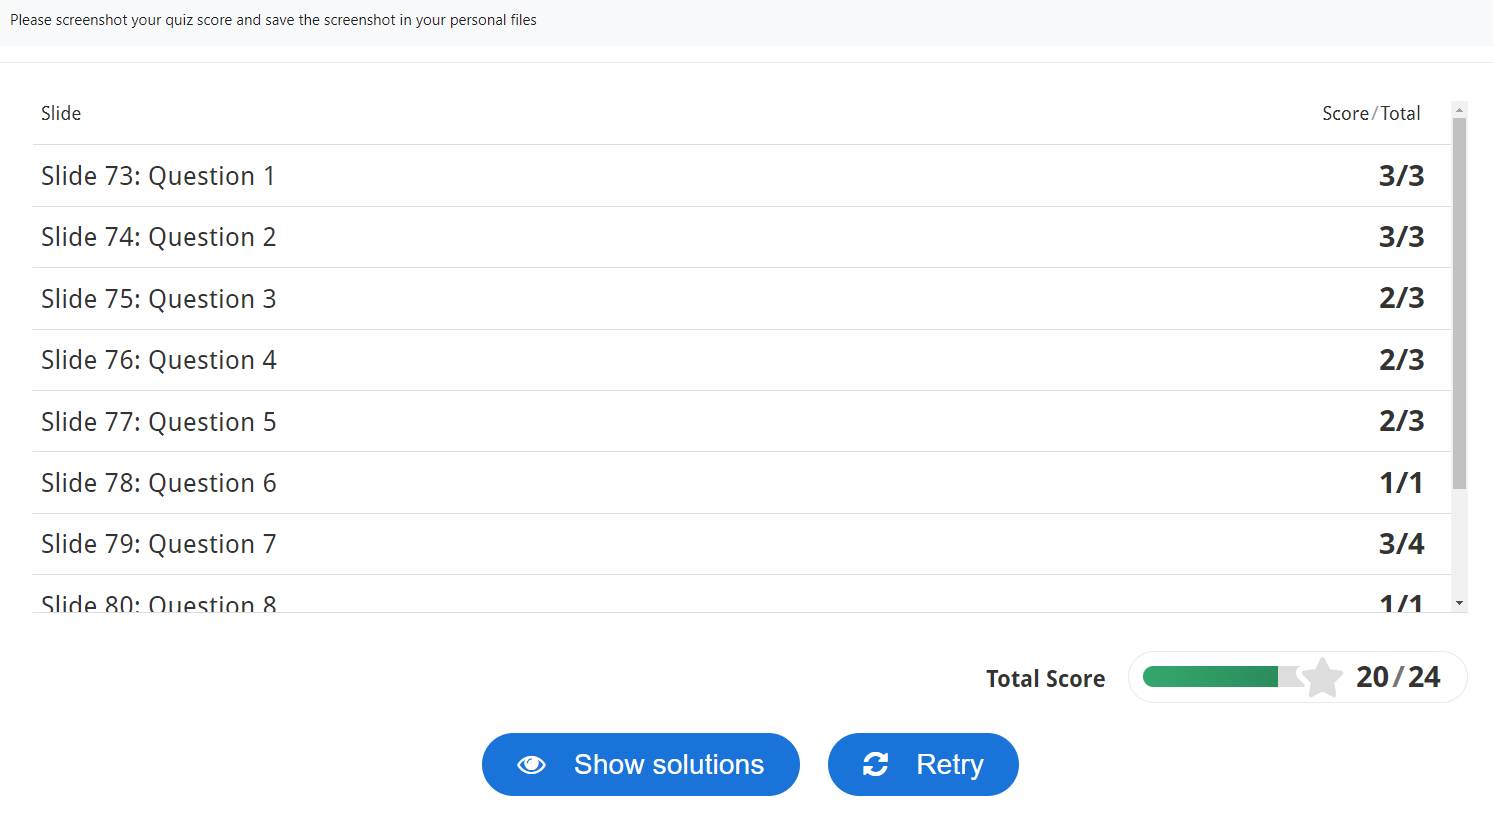 Please screenshot your quiz score and save the screenshot in your personal files
Slide Score/Total
Slide 73: Question 1 3/3
Slide 74: Question 2 3/3
Slide 75: Question 3 2/3
Slide 76: Question 4 2/3
Slide 77: Question 5 2/3
Slide 78: Question 6 1/1
Slide 79: Question 7 3/4
Slide 80: Question 8 1/1
Total Score 20/24
Show solutions Retry